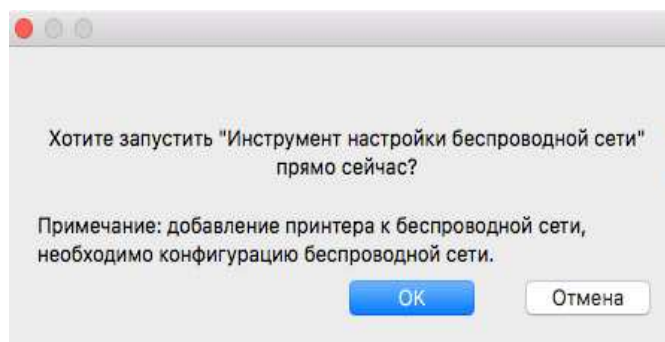 Хотите запустить "Инструмент настройки беспроводной сети"
прямо сейчас?
Примечание: добавление принтера к беспроводной сети,
необходимо конфигурацию беспроводной сети.
OK
Отмена